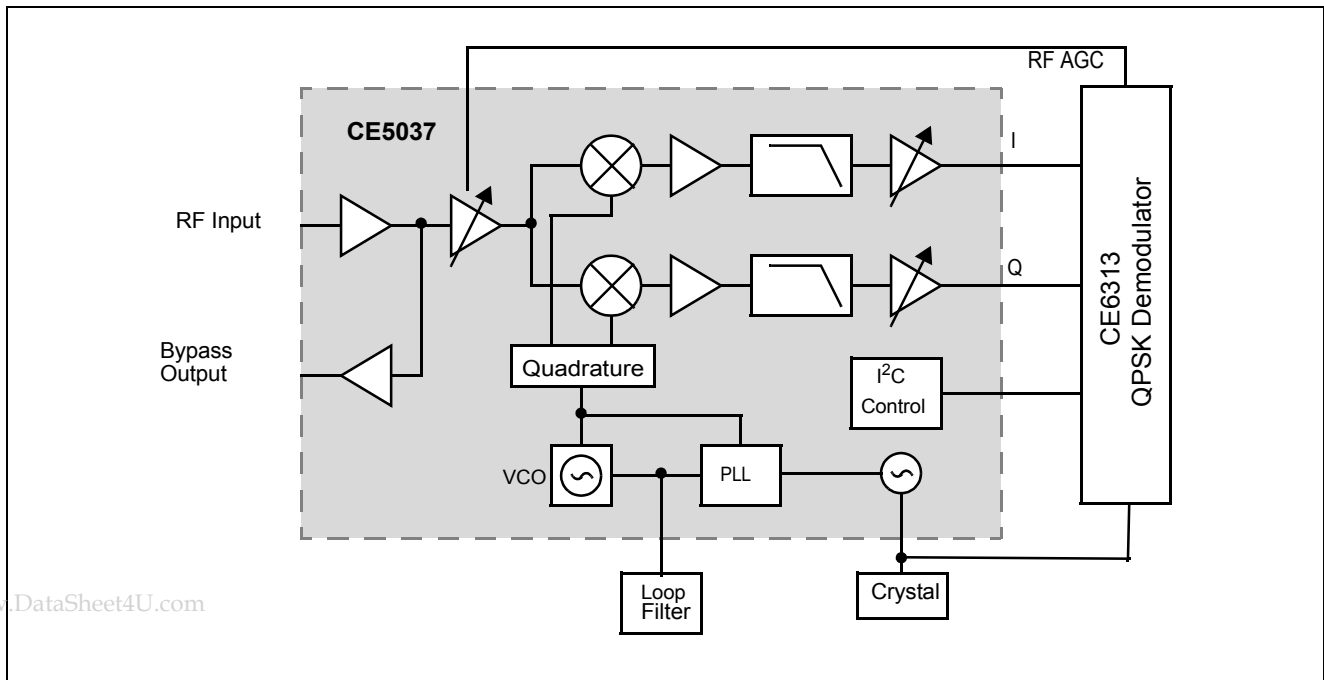 RF AGC
CE5037
I
RF Input
Q
CE6313
QPSK Demodulator
Bypass
Output
Quadrature
I²C
Control
VCO
PLL
Loop
Filter
Crystal
w.DataSheet4U.com